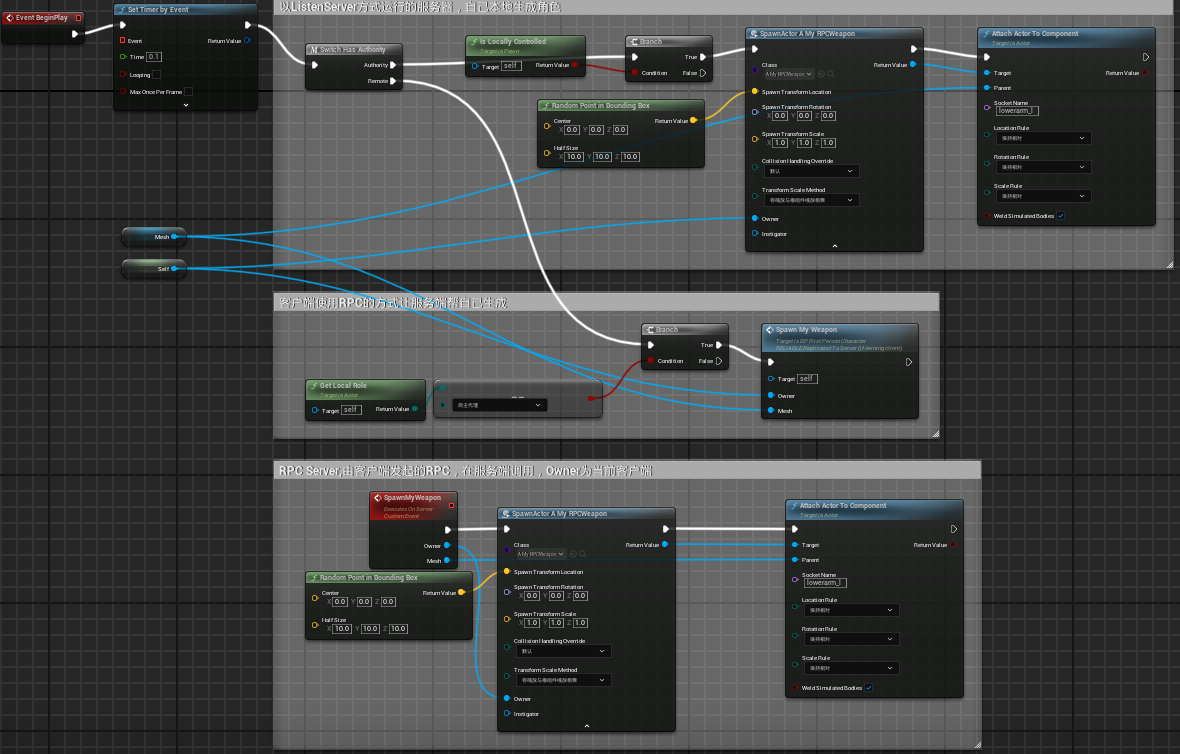 以ListenServer方式运行的服务器，自己本地生成角色
Event BeginPlay
Set Timer by Event
Event
Return Value
Time 0.1
Looping
Max Once Per Frame
Switch Has Authority
Authority
Remote
Is Locally Controlled
Target is Pawn
Target self
Return Value
Branch
True
Condition
False
Random Point in Bounding Box
Center
Return Value
X 0.0 Y 0.0 Z 0.0
Half Size
X 10.0 Y 10.0 Z 10.0
SpawnActor A My RPCWeapon
Class
A My RPCWeapon
Return Value
Spawn Transform Location
Spawn Transform Rotation
X 0.0 Y 0.0 Z 0.0
Spawn Transform Scale
X 1.0 Y 1.0 Z 1.0
Collision Handling Override
默认
Transform Scale Method
将缩放与根组件缩放相乘
Owner
Instigator
Attach Actor To Component
Target is Actor
Target
Return Value
Parent
Socket Name
lowerarm_l
Location Rule
保持相对
Rotation Rule
保持相对
Scale Rule
保持相对
Weld Simulated Bodies
Mesh
Self
客户端使用RPC的方式让服务端帮自己生成
Get Local Role
Target is Actor
Target self
Return Value
==
自主代理
Branch
True
Condition
False
Spawn My Weapon
Target is BP First Person Character
RELIABLE Replicated To Server (if owning client)
Target self
Owner
Mesh
RPC Server,由客户端发起的RPC，在服务端调用，Owner为当前客户端
SpawnMyWeapon
Executes On Server
Custom Event
Owner
Mesh
Random Point in Bounding Box
Center
Return Value
X 0.0 Y 0.0 Z 0.0
Half Size
X 10.0 Y 10.0 Z 10.0
SpawnActor A My RPCWeapon
Class
A My RPCWeapon
Return Value
Spawn Transform Location
Spawn Transform Rotation
X 0.0 Y 0.0 Z 0.0
Spawn Transform Scale
X 1.0 Y 1.0 Z 1.0
Collision Handling Override
默认
Transform Scale Method
将缩放与根组件缩放相乘
Owner
Instigator
Attach Actor To Component
Target is Actor
Target
Return Value
Parent
Socket Name
lowerarm_l
Location Rule
保持相对
Rotation Rule
保持相对
Scale Rule
保持相对
Weld Simulated Bodies